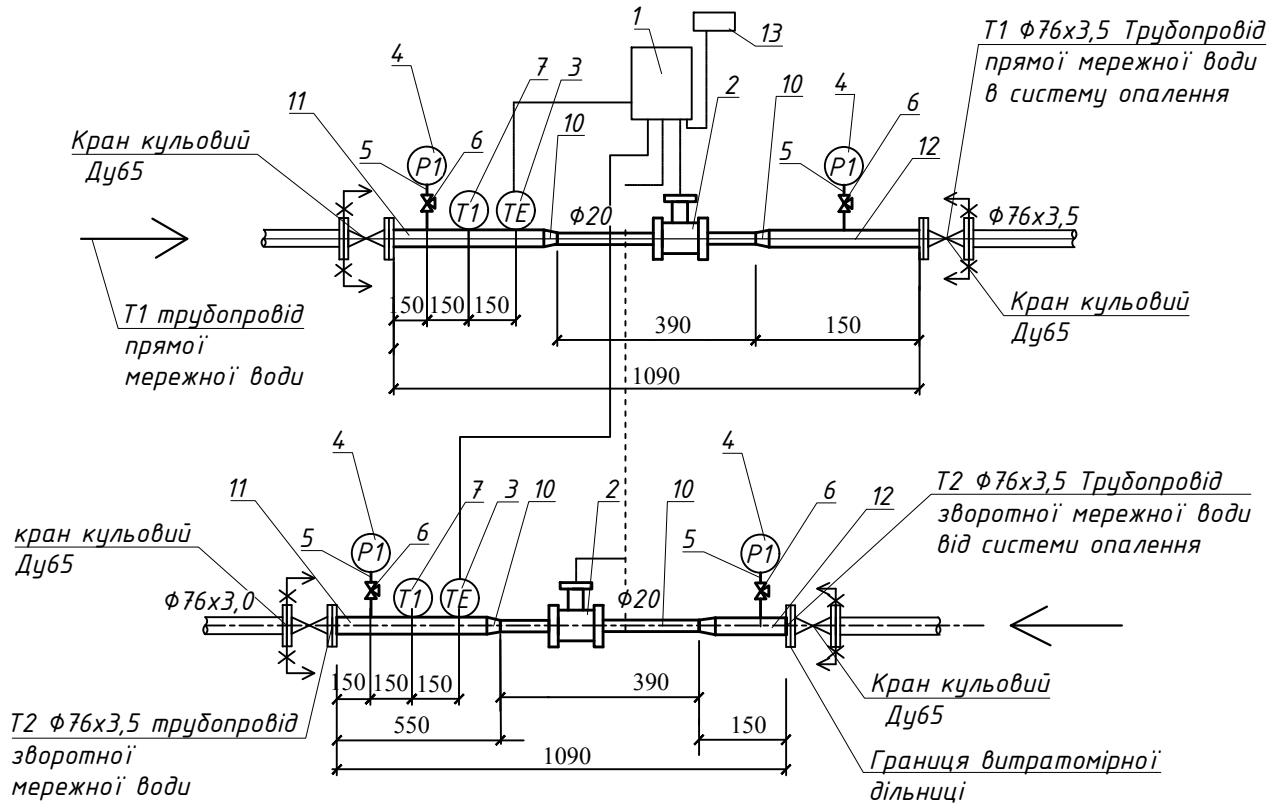 1
13
4
7
3
2
10
4
6
T1 Ф76х3,5 Трубопровід
прямої мережної води
в систему опалення
11
Кран кульовий
Ду65
5
6
10
5
12
P1
P1
T1
TE
Ф20
Ф76х3,5
150
150
150
390
150
1090
T1 трубопровід
прямої
мережної води
Кран кульовий
Ду65
4
11
7
3
10
2
10
4
6
12
T2 Ф76х3,5 Трубопровід
зворотної мережної води
від системи опалення
кран кульовий
Ду65
5
6
5
P1
P1
Ф76х3,0
T1
TE
Ф20
150
150
150
390
550
150
1090
T2 Ф76х3,5 трубопровід
зворотної
мережної води
Кран кульовий
Ду65
Границя витратомірної
дільниці